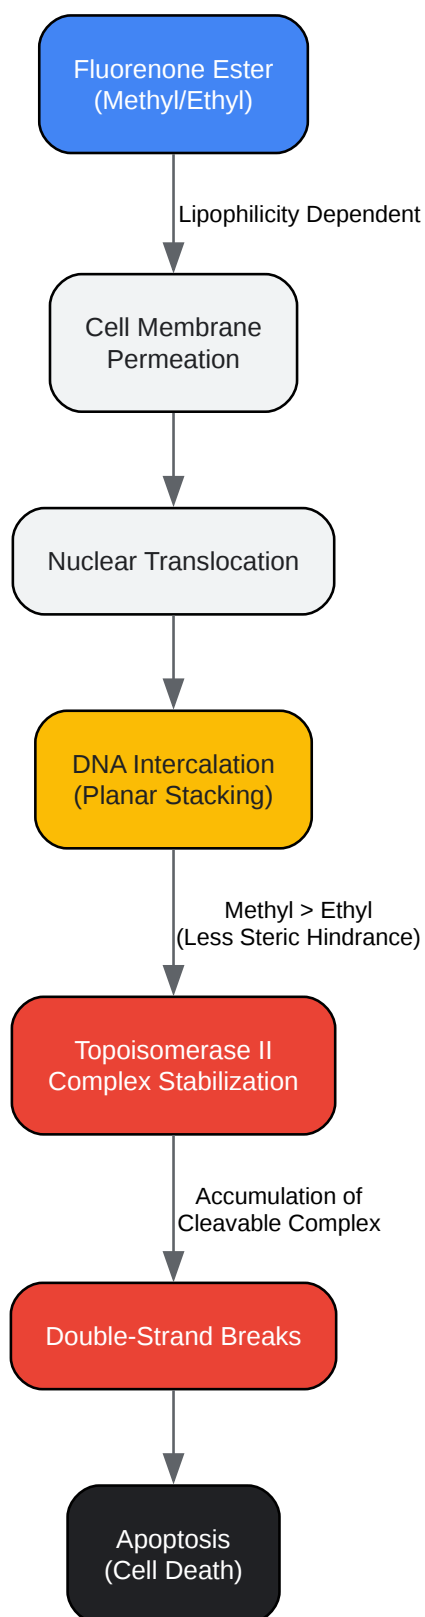 Fluorenone Ester
(Methyl/Ethyl)
Lipophilicity Dependent
Cell Membrane
Permeation
Nuclear Translocation
DNA Intercalation
(Planar Stacking)
Methyl > Ethyl
(Less Steric Hindrance)
Topoisomerase II
Complex Stabilization
Accumulation of
Cleavable Complex
Double-Strand Breaks
Apoptosis
(Cell Death)